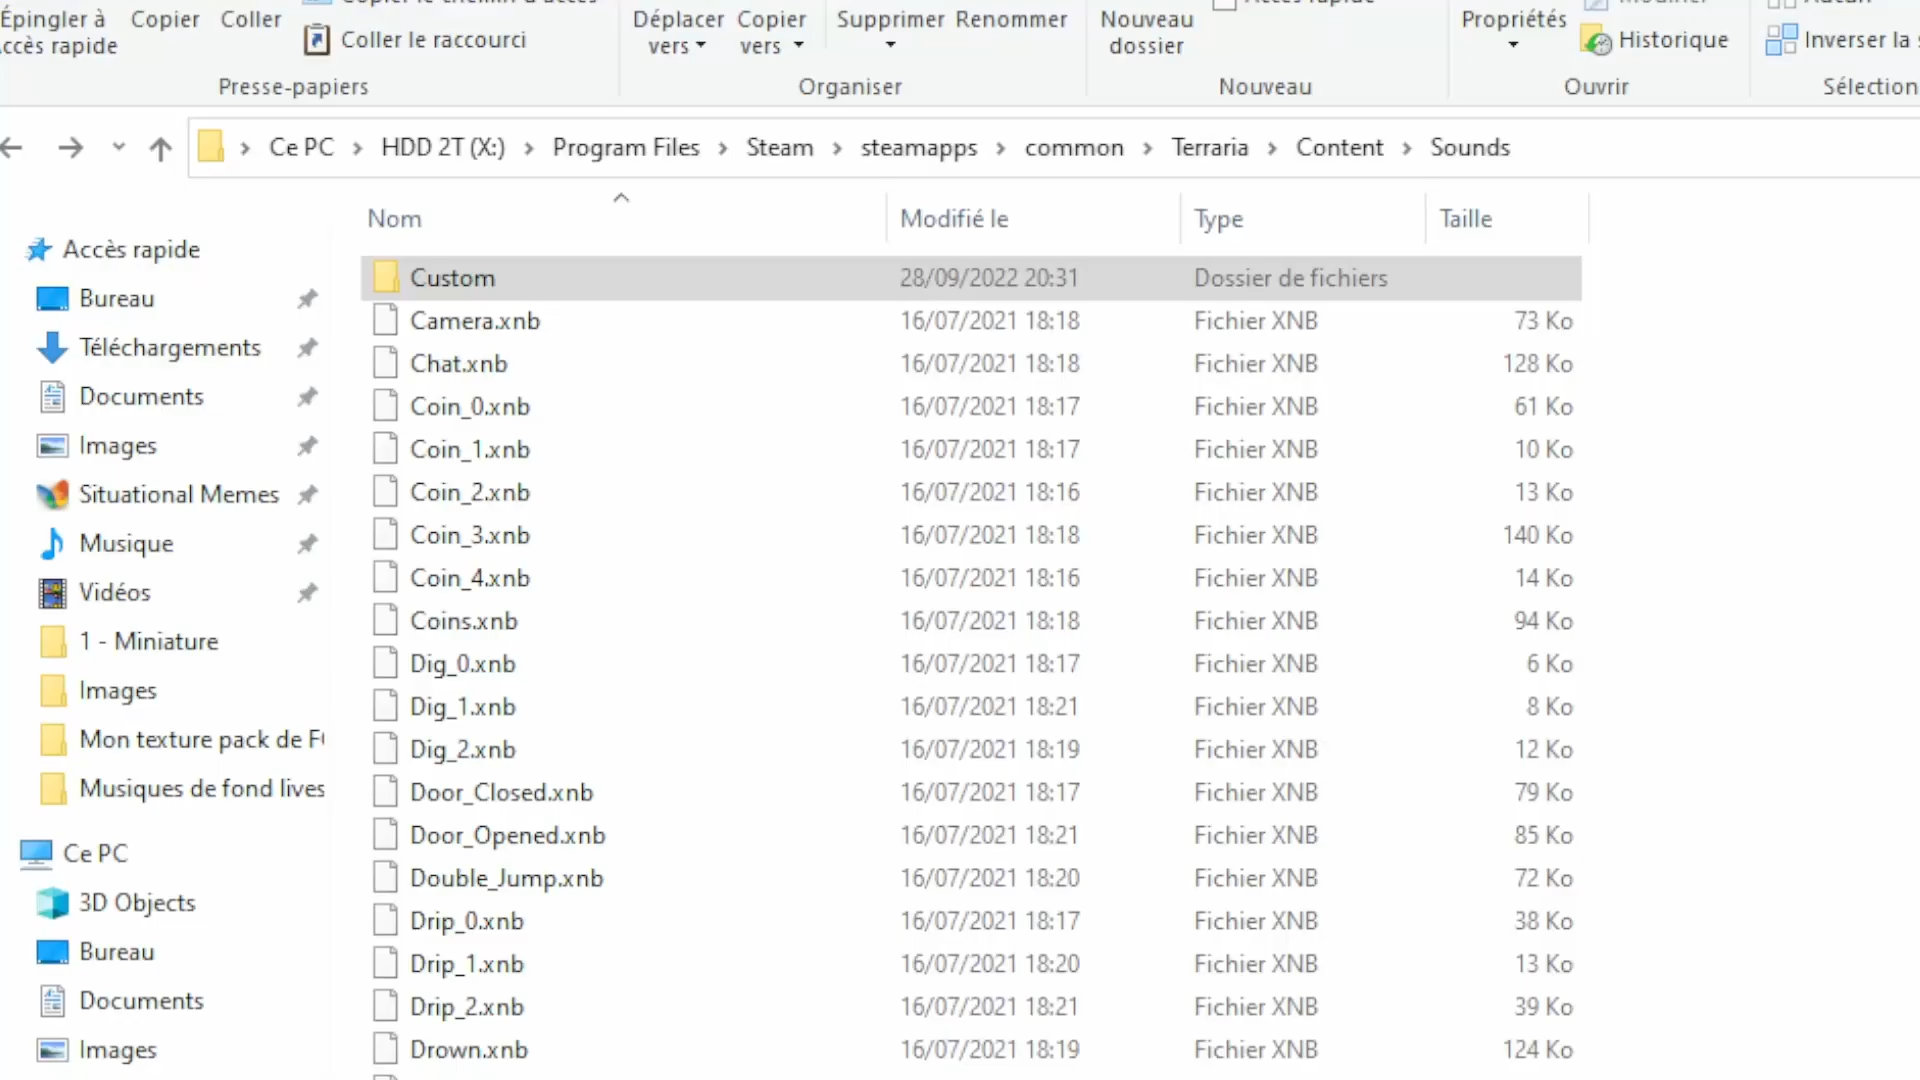 Épingler à
accès rapide
Copier
Coller
Coller le raccourci
Presse-papiers
Déplacer
vers
Copier
vers
Supprimer
Renommer
Organiser
Nouveau
dossier
Nouveau
Propriétés
Historique
Ouvrir
Inverser la
Sélection
Ce PC > HDD 2T (X:) > Program Files > Steam > steamapps > common > Terraria > Content > Sounds
Nom Modifié le Type Taille
Accès rapide
Bureau
Téléchargements
Documents
Images
Situational Memes
Musique
Vidéos
1 - Miniature
Images
Mon texture pack de
Musiques de fond lives
Ce PC
3D Objects
Bureau
Documents
Images
Custom 28/09/2022 20:31 Dossier de fichiers
Camera.xnb 16/07/2021 18:18 Fichier XNB 73 Ko
Chat.xnb 16/07/2021 18:18 Fichier XNB 128 Ko
Coin_0.xnb 16/07/2021 18:17 Fichier XNB 61 Ko
Coin_1.xnb 16/07/2021 18:17 Fichier XNB 10 Ko
Coin_2.xnb 16/07/2021 18:16 Fichier XNB 13 Ko
Coin_3.xnb 16/07/2021 18:18 Fichier XNB 140 Ko
Coin_4.xnb 16/07/2021 18:16 Fichier XNB 14 Ko
Coins.xnb 16/07/2021 18:18 Fichier XNB 94 Ko
Dig_0.xnb 16/07/2021 18:17 Fichier XNB 6 Ko
Dig_1.xnb 16/07/2021 18:21 Fichier XNB 8 Ko
Dig_2.xnb 16/07/2021 18:19 Fichier XNB 12 Ko
Door_Closed.xnb 16/07/2021 18:17 Fichier XNB 79 Ko
Door_Opened.xnb 16/07/2021 18:21 Fichier XNB 85 Ko
Double_Jump.xnb 16/07/2021 18:20 Fichier XNB 72 Ko
Drip_0.xnb 16/07/2021 18:17 Fichier XNB 38 Ko
Drip_1.xnb 16/07/2021 18:20 Fichier XNB 13 Ko
Drip_2.xnb 16/07/2021 18:21 Fichier XNB 39 Ko
Drown.xnb 16/07/2021 18:19 Fichier XNB 124 Ko